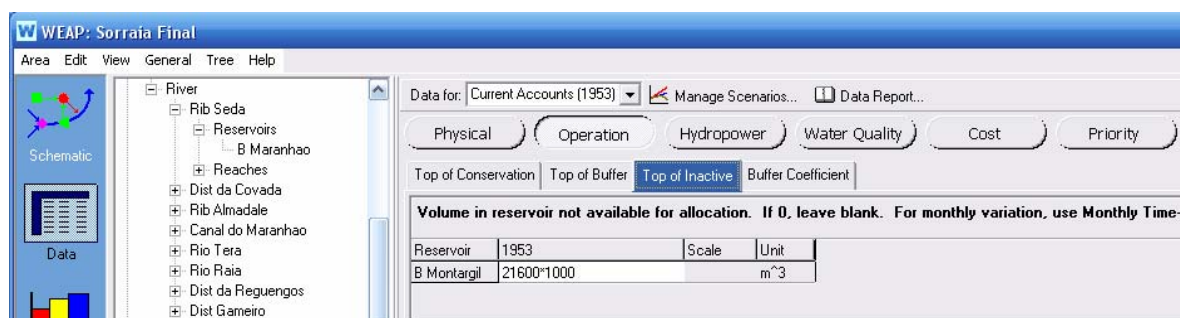 WEAP: Sorraia Final
Area Edit View General Tree Help
Schematic
Data
River
Rib Seda
Reservoirs
B Maranhao
Reaches
Dist da Covada
Rib Almadale
Canal do Maranhao
Rio Tera
Rio Raia
Dist da Reguengos
Dist Gameiro
Data for: Current Accounts (1953) Manage Scenarios... Data Report...
Physical Operation Hydropower Water Quality Cost Priority
Top of Conservation Top of Buffer Top of Inactive Buffer Coefficient
Volume in reservoir not available for allocation. If 0, leave blank. For monthly variation, use Monthly Time-
Reservoir 1953 Scale Unit
B Montargil 21600*1000 m^3